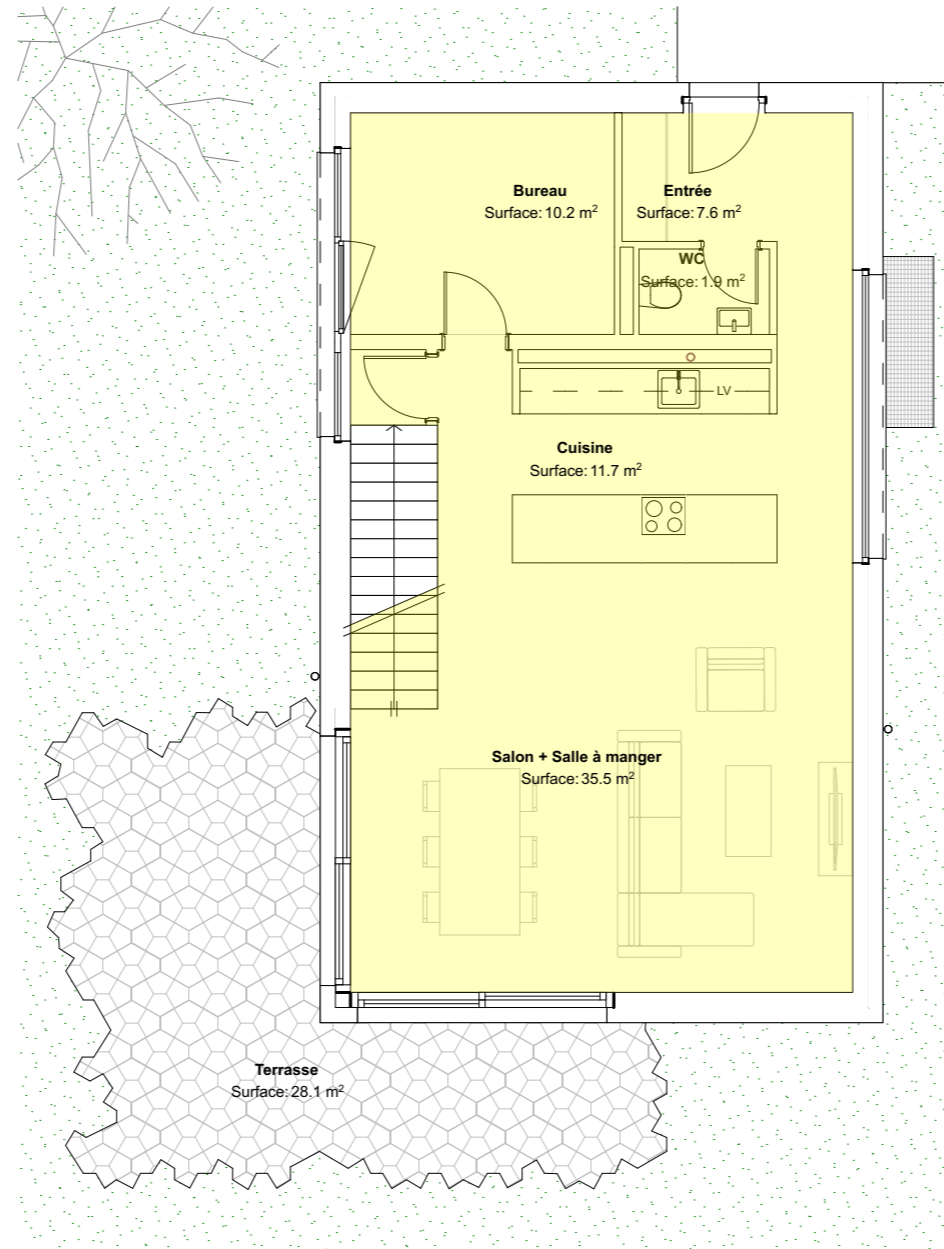 Bureau
Surface: 10.2 m²
Entrée
Surface: 7.6 m²
WC
Surface: 1.9 m²
LV
Cuisine
Surface: 11.7 m²
Salon + Salle à manger
Surface: 35.5 m²
Terrasse
Surface: 28.1 m²